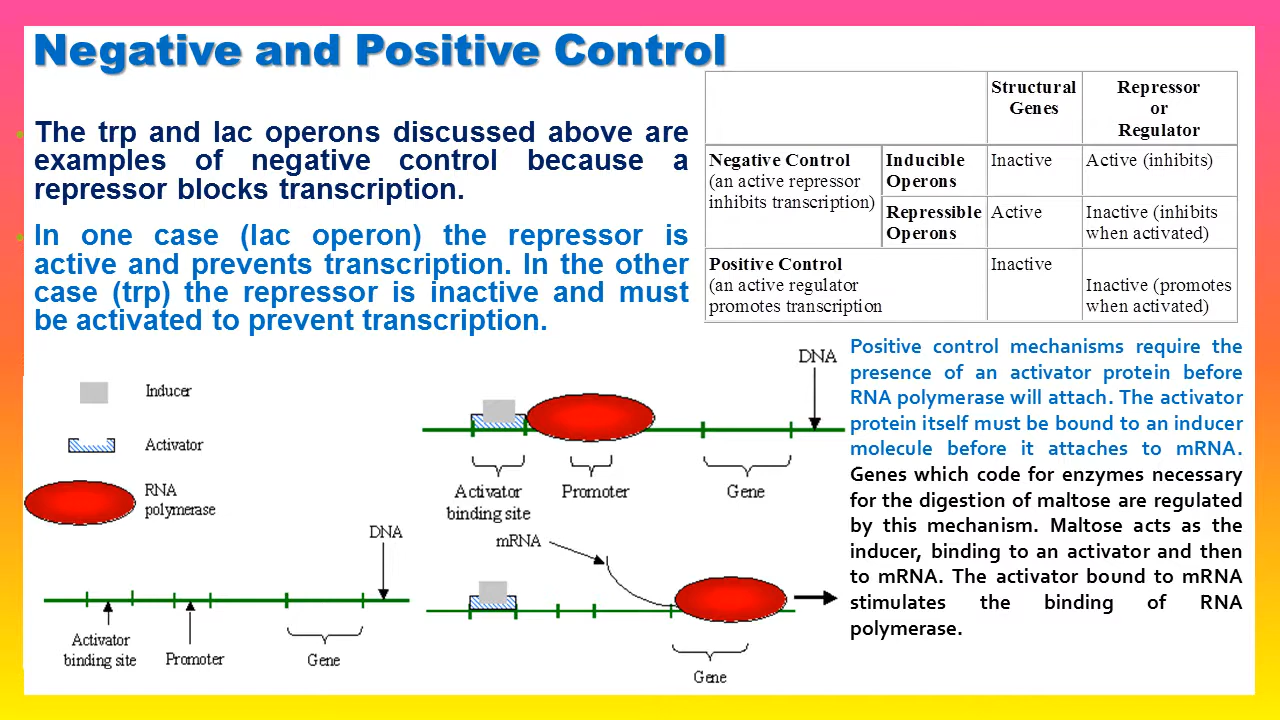 Negative and Positive Control
• The trp and lac operons discussed above are
examples of negative control because a
repressor blocks transcription.
• In one case (lac operon) the repressor is
active and prevents transcription. In the other
case (trp) the repressor is inactive and must
be activated to prevent transcription.
Structural
Genes
Repressor
or
Regulator
Negative Control
(an active repressor
inhibits transcription)
Inducible
Operons
Inactive
Active (inhibits)
Repressible
Operons
Active
Inactive (inhibits
when activated)
Positive Control
(an active regulator
promotes transcription
Inactive
Inactive (promotes
when activated)
Positive control mechanisms require the
presence of an activator protein before
RNA polymerase will attach. The activator
protein itself must be bound to an inducer
molecule before it attaches to mRNA.
Genes which code for enzymes necessary
for the digestion of maltose are regulated
by this mechanism. Maltose acts as the
inducer, binding to an activator and then
to mRNA. The activator bound to mRNA
stimulates the binding of RNA
polymerase.
Inducer
Activator
RNA
polymerase
DNA
Activator
binding site
Promoter
Gene
DNA
Activator
binding site
Promoter
Gene
mRNA
Gene